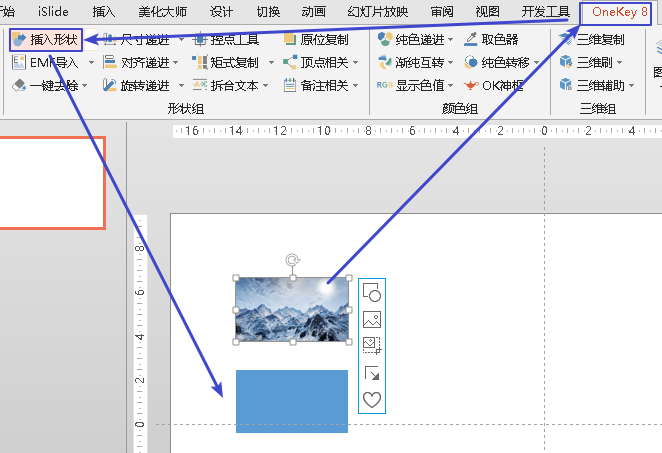 开始 iSlide 插入 美化大师 设计 切换 动画 幻灯片放映 审阅 视图 开发工具 OneKey 8
插入形状 尺寸递进 控点工具 原位复制 纯色递进 取色器 三维复制
EMF导入 对齐递进 矩式复制 顶点相关 渐纯互转 纯色转移 三维刷
一键去除 旋转递进 拆合文本 备注相关 RGB 显示色值 OK神框 三维辅助
形状组 颜色组 三维组
16 14 12 10 8 6 4 2 0 2 4
8
6
4
2
0